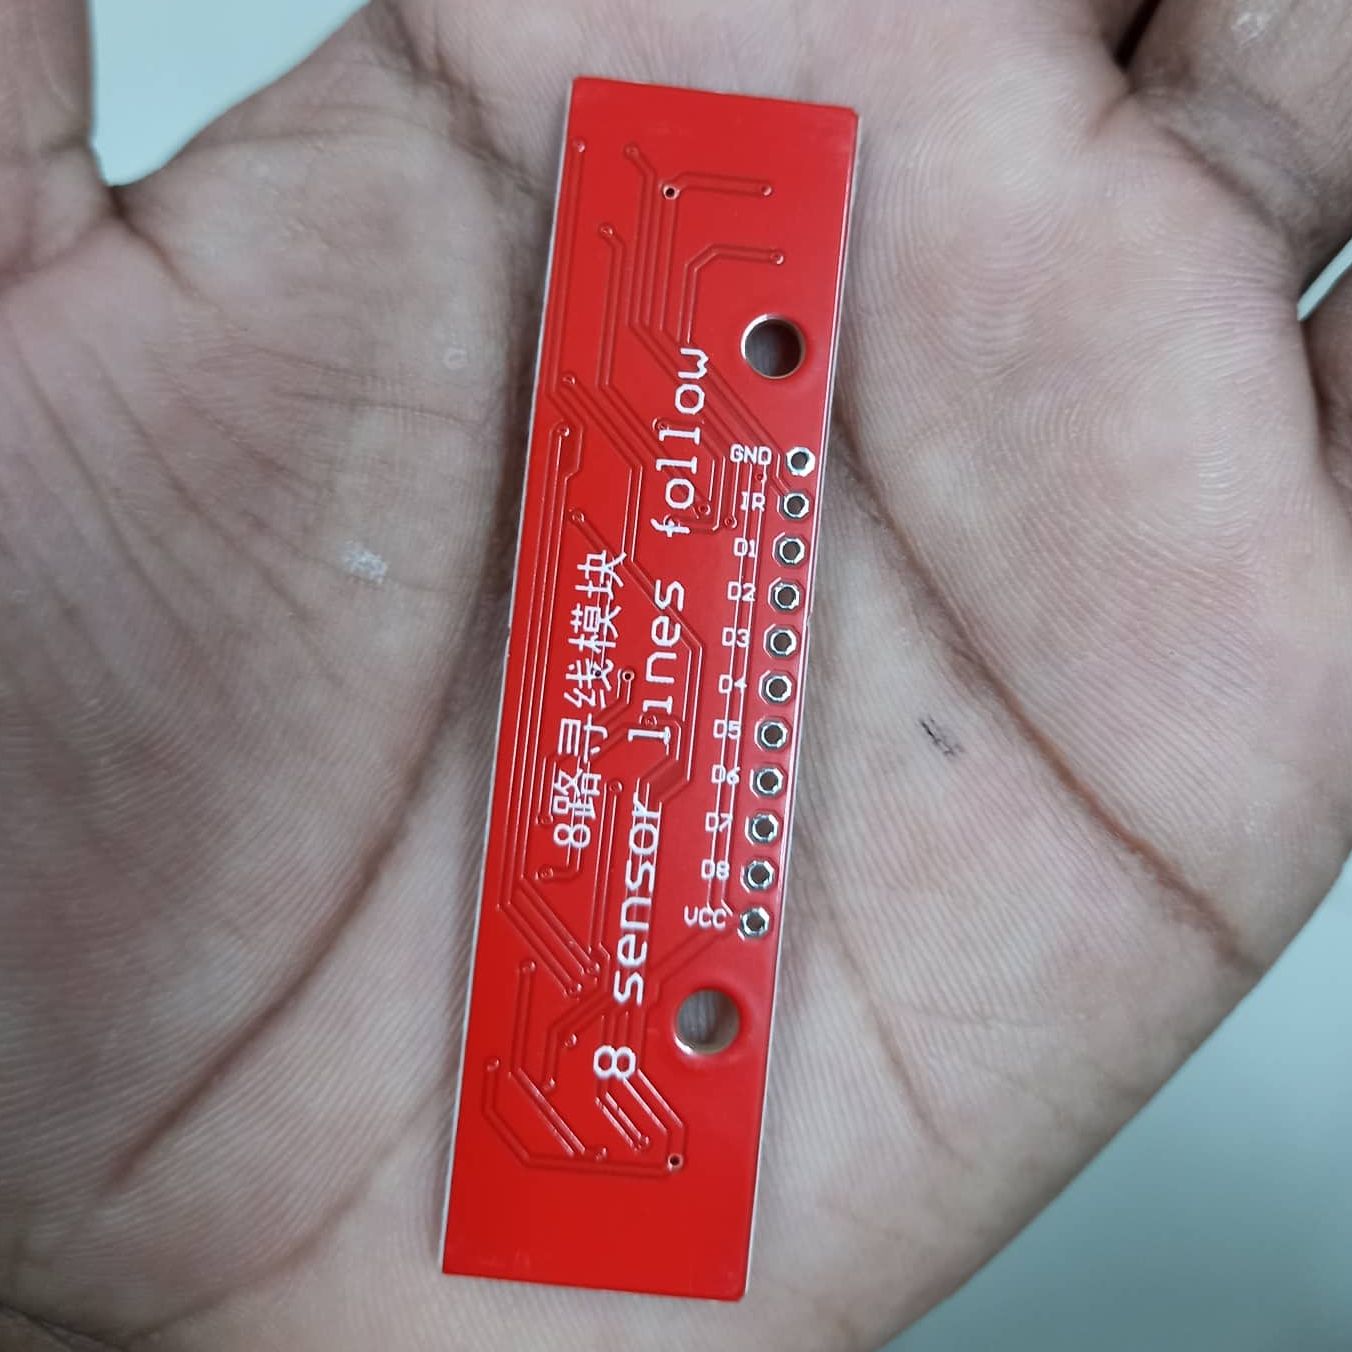 8路寻线模块
8 sensor lines follow
GND
IR
D1
D2
D3
D4
D5
D6
D7
D8
VCC